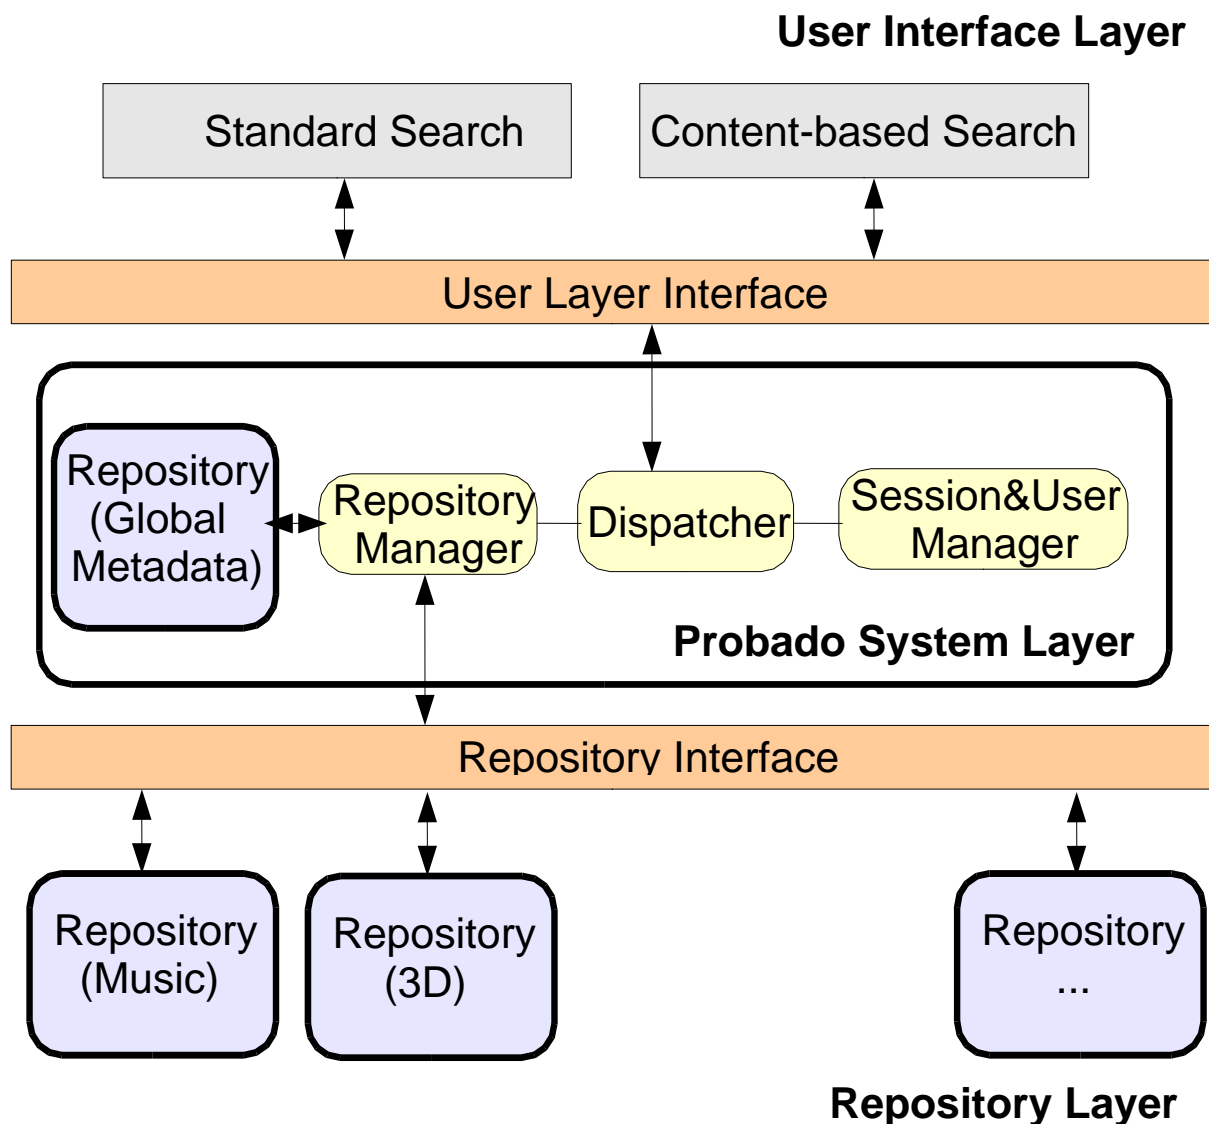 User Interface Layer
Standard Search
Content-based Search
User Layer Interface
Repository
(Global
Metadata)
Repository
Manager
Dispatcher
Session&User
Manager
Probado System Layer
Repository Interface
Repository
(Music)
Repository
(3D)
Repository
...
Repository Layer